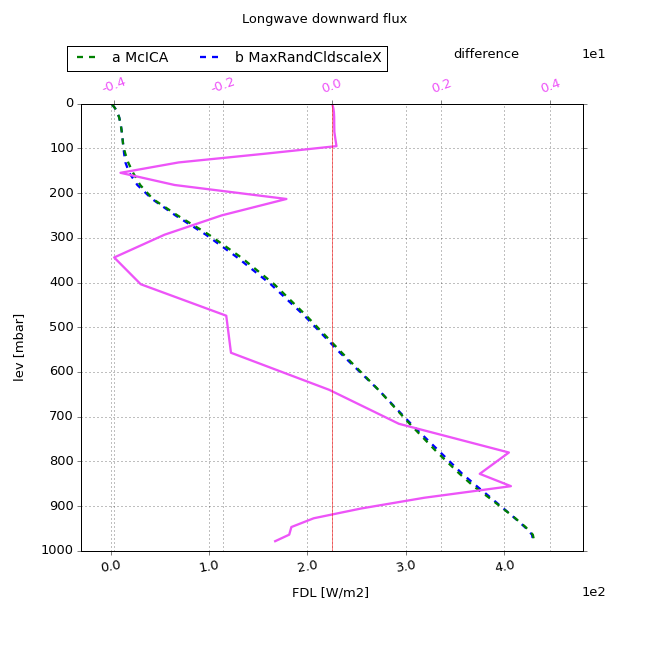 Longwave downward flux
a McICA b MaxRandCldscaleX difference 1e1
-0.4 -0.2 0.0 0.2 0.4
0
100
200
300
400
500
600
700
800
900
1000
lev [mbar]
0.0 1.0 2.0 3.0 4.0
FDL [W/m2] 1e2